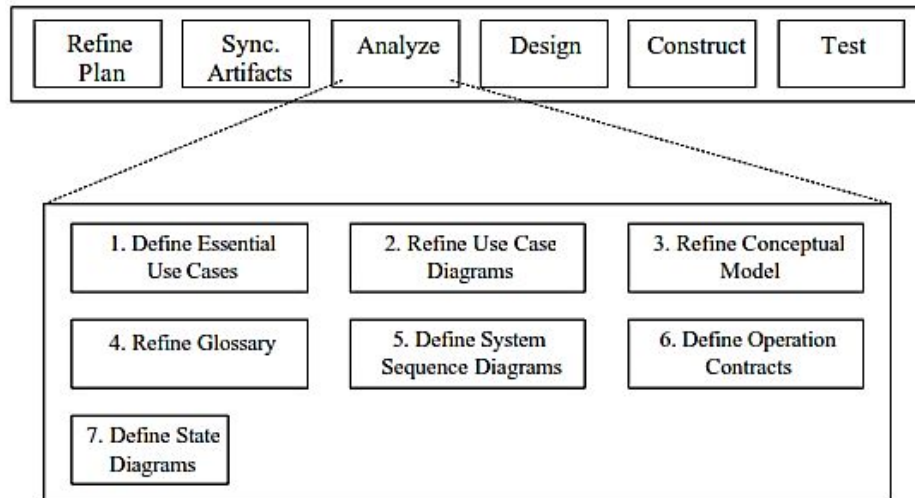 Refine
Plan
Sync.
Artifacts
Analyze
Design
Construct
Test
1. Define Essential
Use Cases
2. Refine Use Case
Diagrams
3. Refine Conceptual
Model
4. Refine Glossary
5. Define System
Sequence Diagrams
6. Define Operation
Contracts
7. Define State
Diagrams